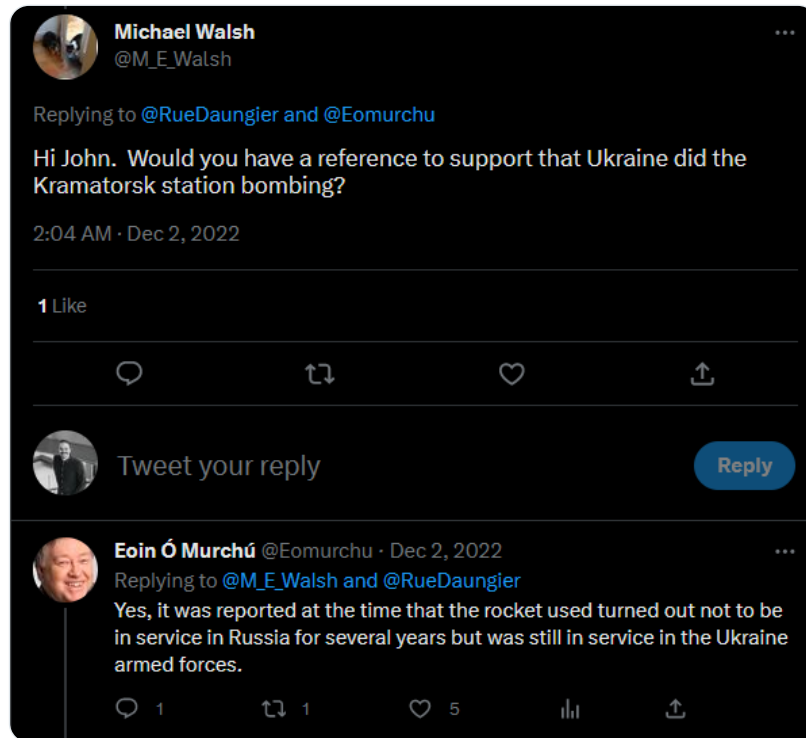 Michael Walsh
@M_E_Walsh
Replying to @RueDaungier and @Eomurchu
Hi John.  Would you have a reference to support that Ukraine did the
Kramatorsk station bombing?
2:04 AM · Dec 2, 2022
1 Like
Tweet your reply
Reply
Eoin Ó Murchú @Eomurchu · Dec 2, 2022
Replying to @M_E_Walsh and @RueDaungier
Yes, it was reported at the time that the rocket used turned out not to be
in service in Russia for several years but was still in service in the Ukraine
armed forces.
1 1 5